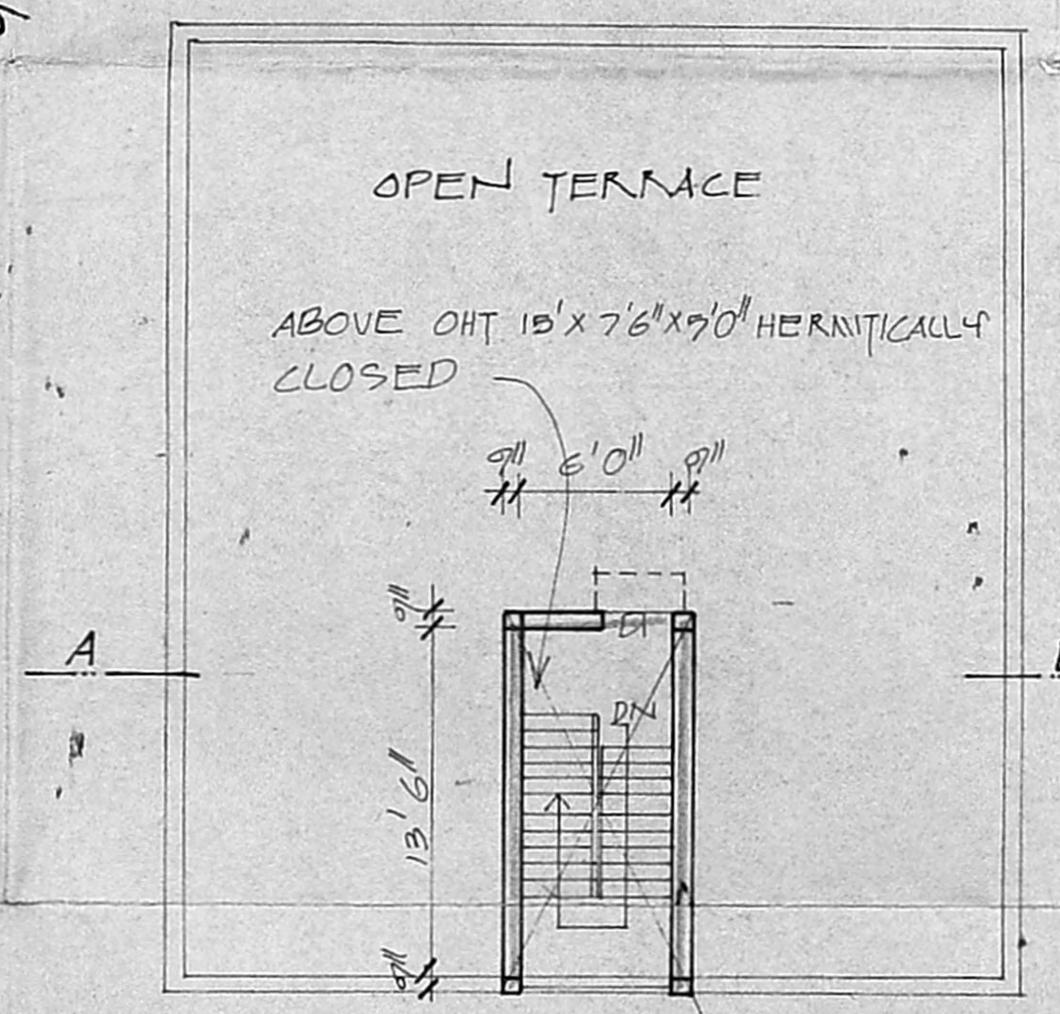 OPEN TERRACE
ABOVE OHT 15'X 7'6"X5'0" HERMITICALLY
CLOSED
9" 6'0" 9"
9"
D1
A
DN
13'6"
9"